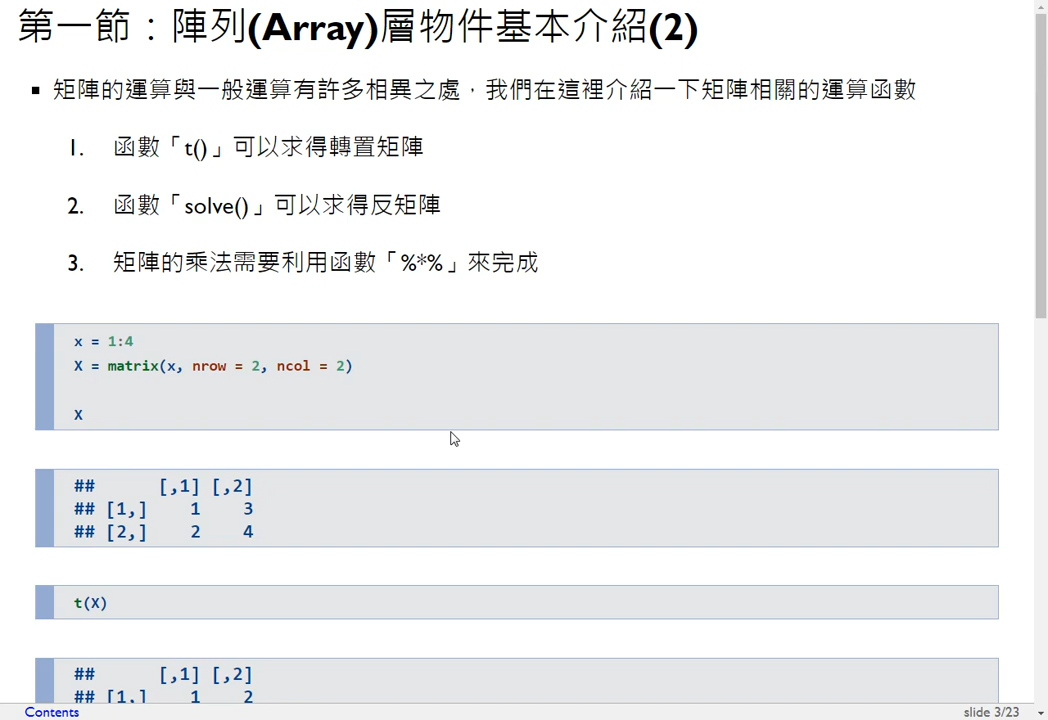 第一節：陣列(Array)層物件基本介紹(2)
▪ 矩陣的運算與一般運算有許多相異之處，我們在這裡介紹一下矩陣相關的運算函數
1. 函數「t()」可以求得轉置矩陣
2. 函數「solve()」可以求得反矩陣
3. 矩陣的乘法需要利用函數「%*%」來完成
x = 1:4
X = matrix(x, nrow = 2, ncol = 2)
X
##      [,1] [,2]
## [1,]    1    3
## [2,]    2    4
t(X)
##      [,1] [,2]
## [1,]    1    2
Contents
slide 3/23